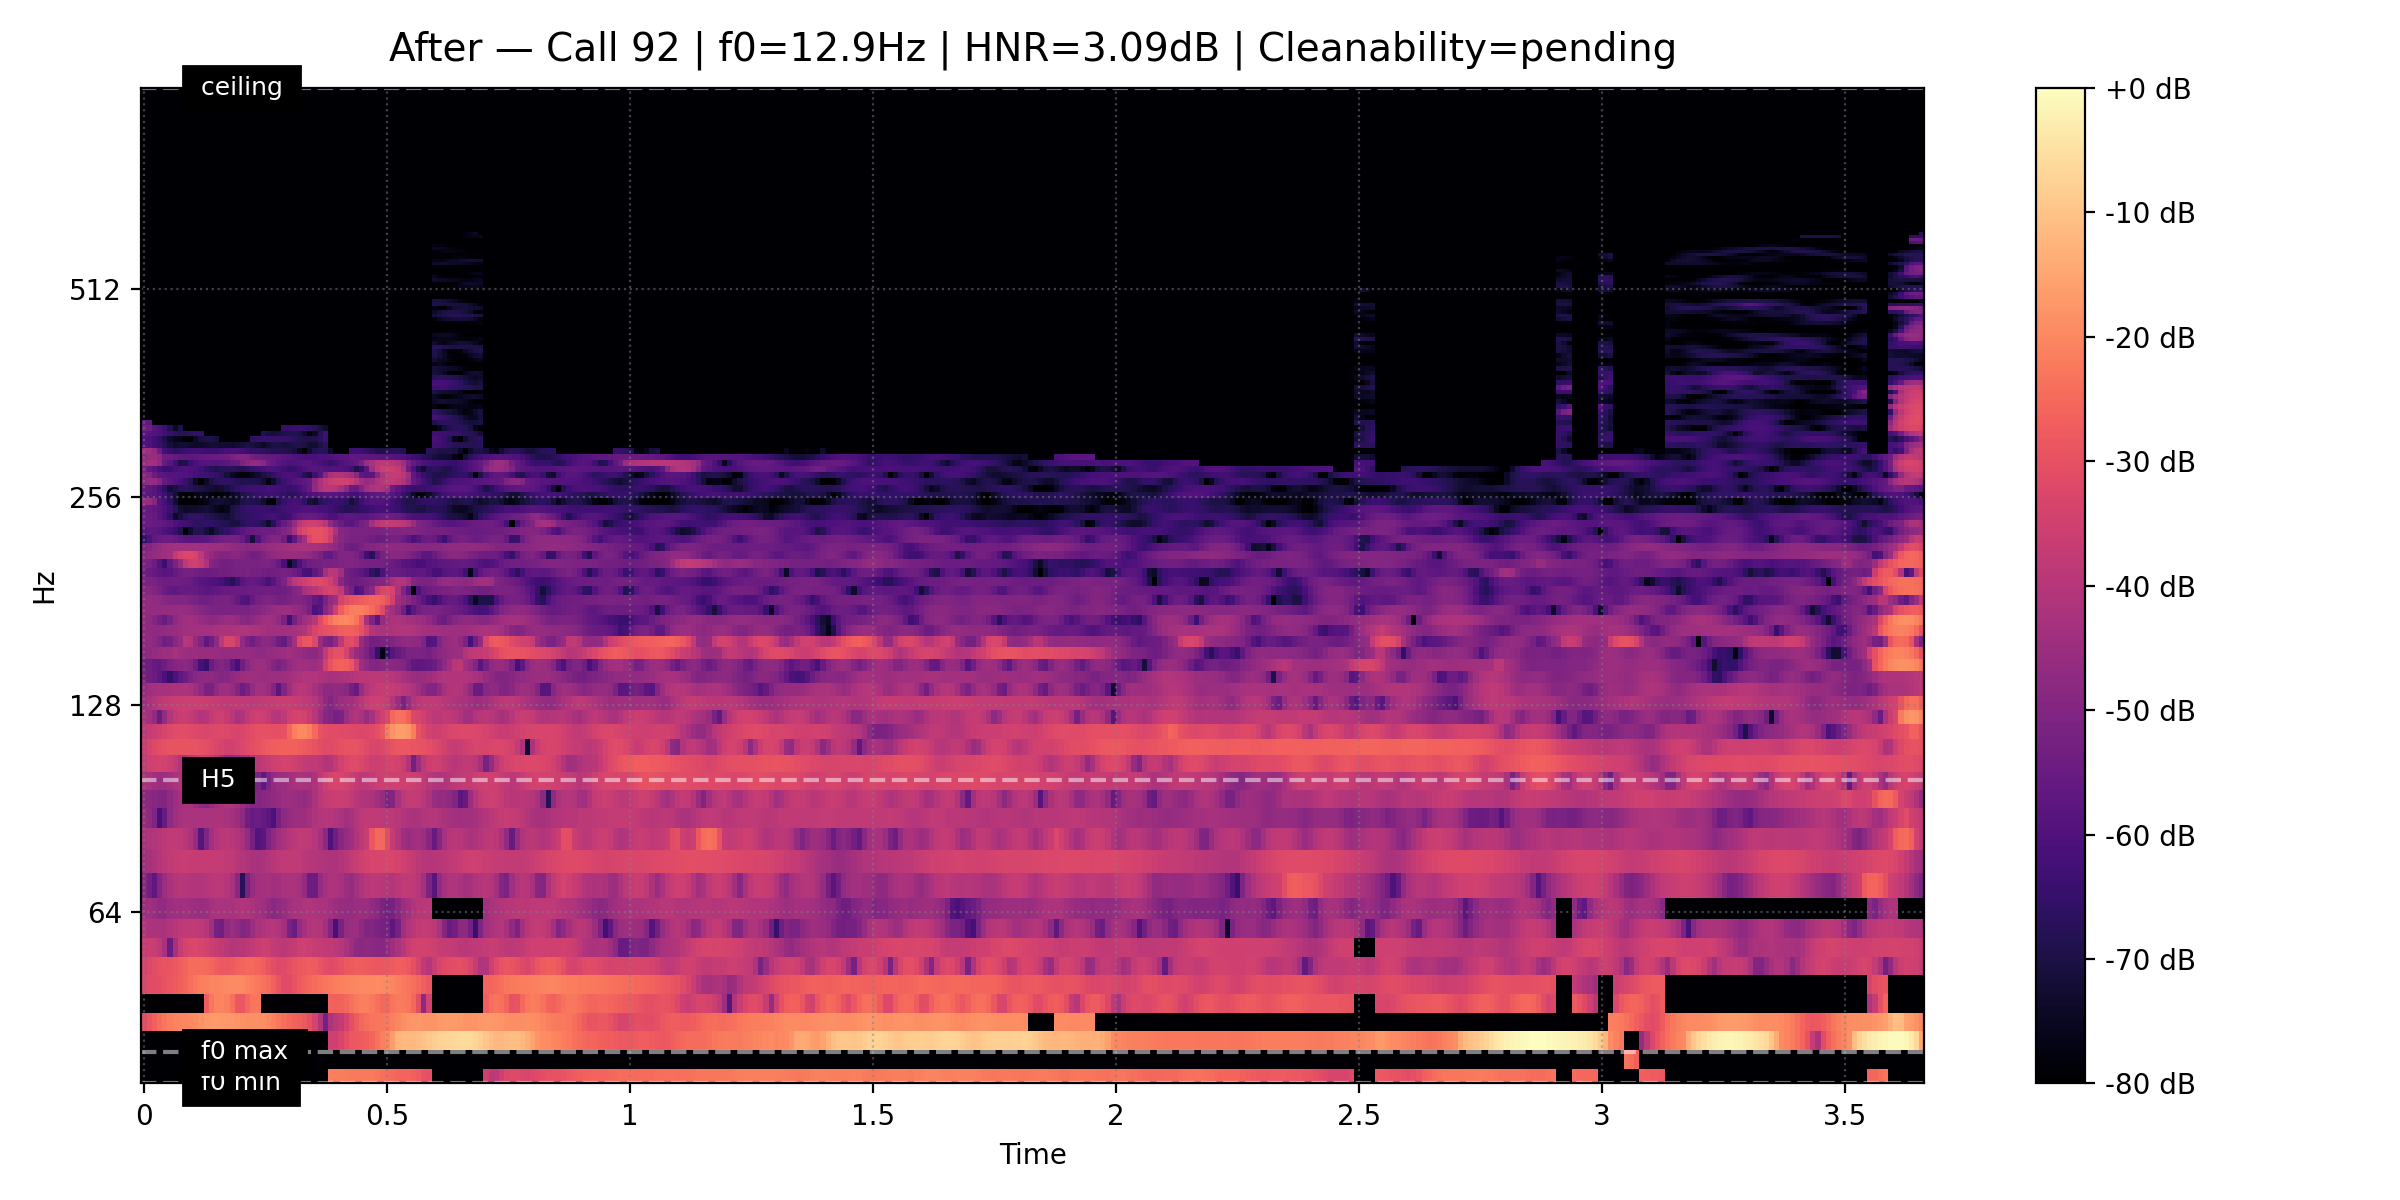 After — Call 92 | f0=12.9Hz | HNR=3.09dB | Cleanability=pending
ceiling
+0 dB
-10 dB
-20 dB
-30 dB
-40 dB
-50 dB
-60 dB
-70 dB
-80 dB
512
256
128
64
Hz
H5
f0 max
f0 min
0
0.5
1
1.5
2
2.5
3
3.5
Time